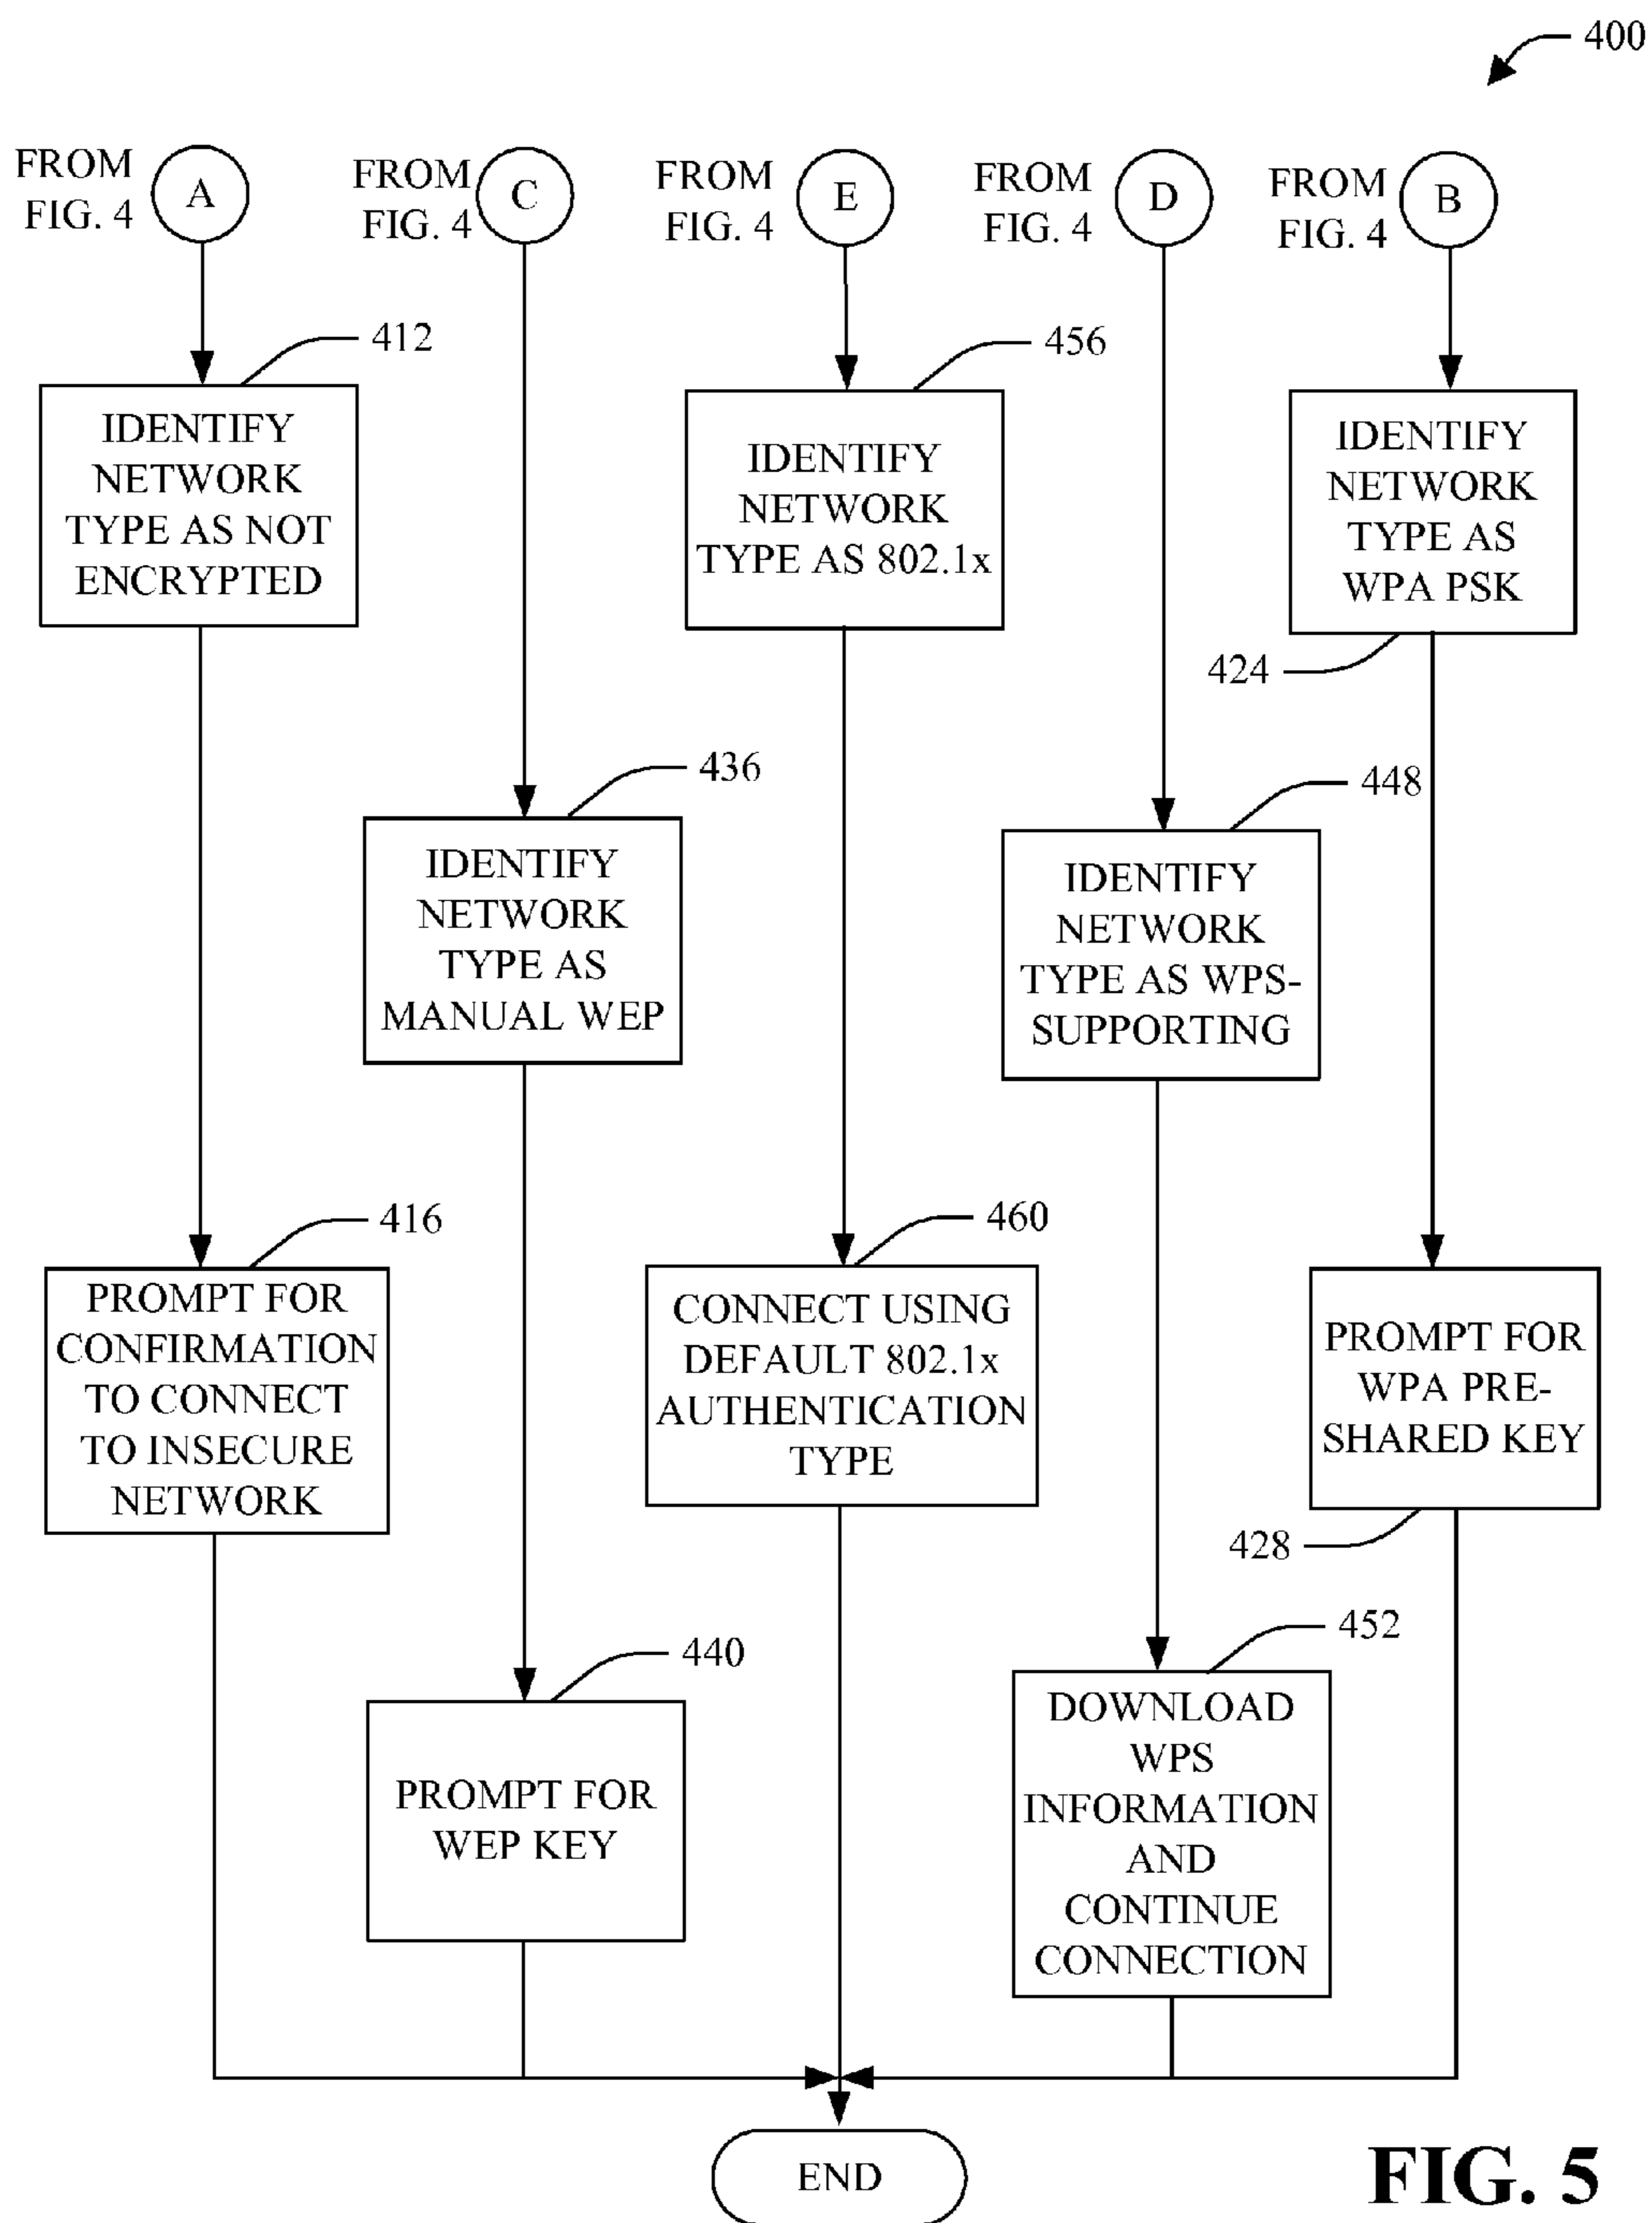 400
FROM
FIG. 4
A
FROM
FIG. 4
C
FROM
FIG. 4
E
FROM
FIG. 4
D
FROM
FIG. 4
B
412
IDENTIFY
NETWORK
TYPE AS NOT
ENCRYPTED
456
IDENTIFY
NETWORK
TYPE AS 802.1x
IDENTIFY
NETWORK
TYPE AS
WPA PSK
424
436
IDENTIFY
NETWORK
TYPE AS
MANUAL WEP
448
IDENTIFY
NETWORK
TYPE AS WPS-
SUPPORTING
416
PROMPT FOR
CONFIRMATION
TO CONNECT
TO INSECURE
NETWORK
460
CONNECT USING
DEFAULT 802.1x
AUTHENTICATION
TYPE
PROMPT FOR
WPA PRE-
SHARED KEY
428
440
PROMPT FOR
WEP KEY
452
DOWNLOAD
WPS
INFORMATION
AND
CONTINUE
CONNECTION
END
FIG. 5